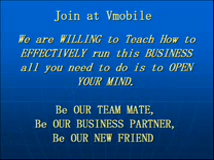 Join at Vmobile
We are WILLING to Teach How to
EFFECTIVELY run this BUSINESS
all you need to do is to OPEN
YOUR MIND.
Be OUR TEAM MATE,
Be OUR BUSINESS PARTNER,
Be OUR NEW FRIEND